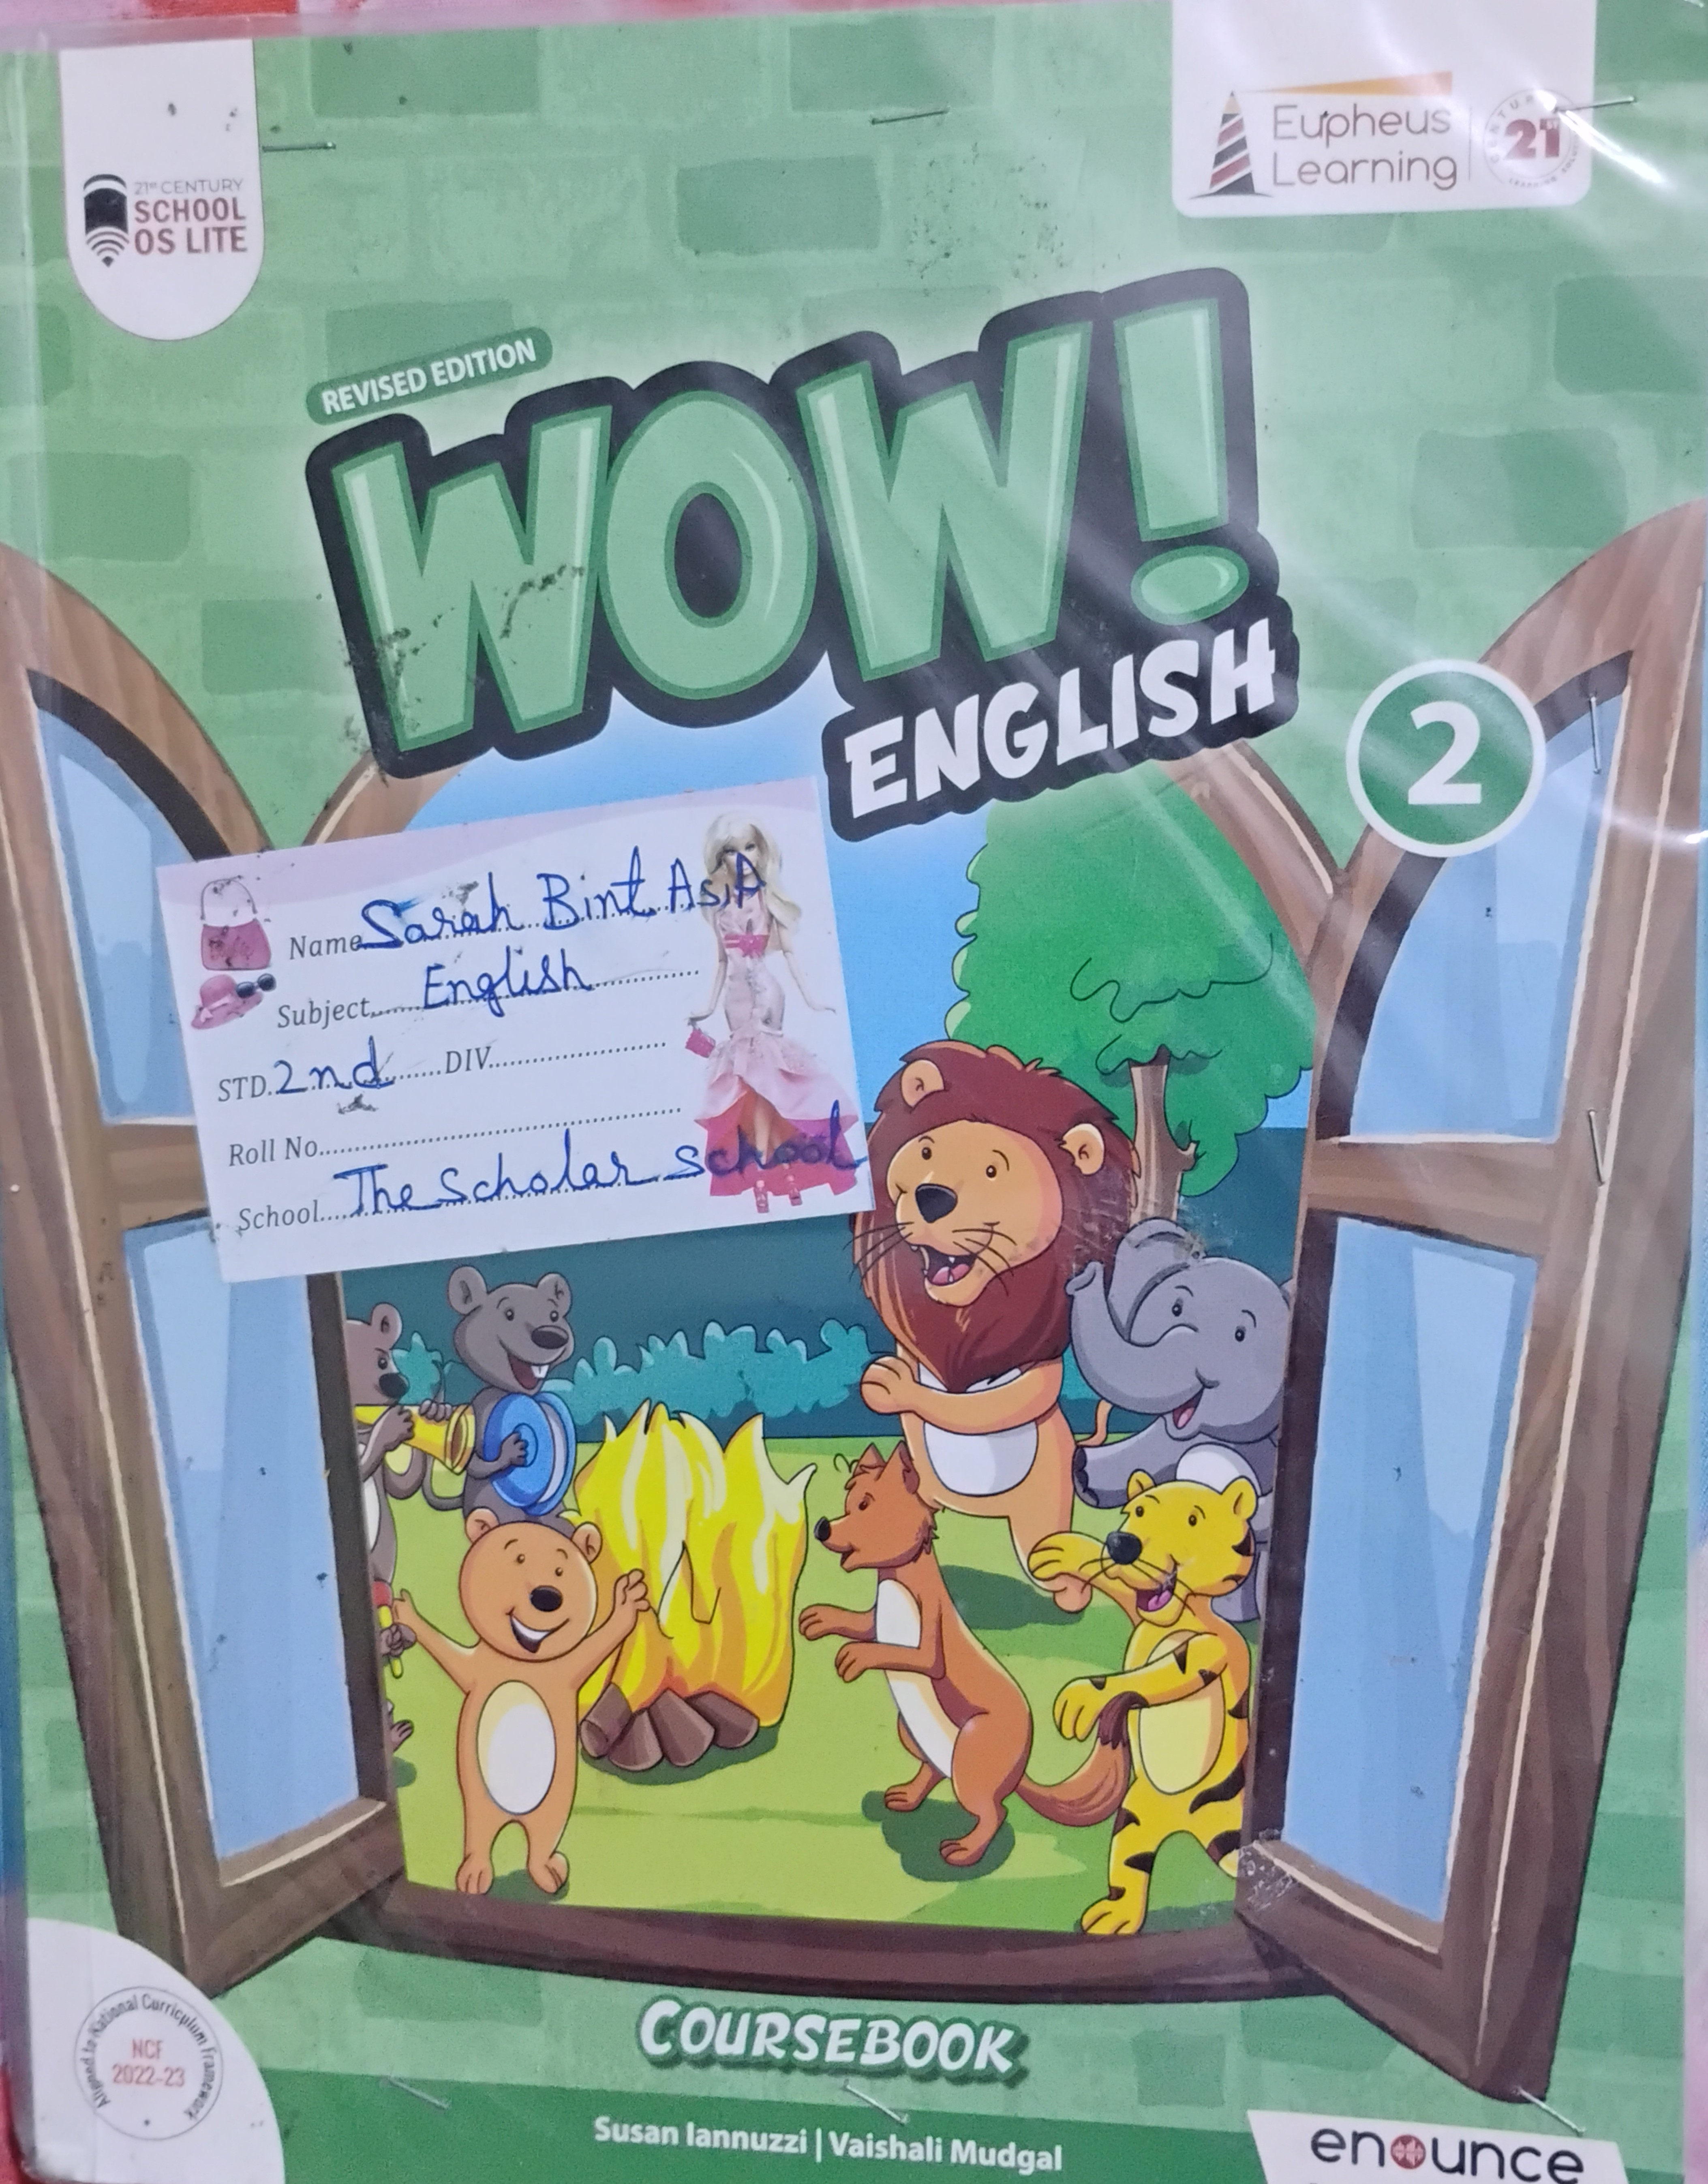 21st CENTURY
SCHOOL
OS LITE
Eupheus
Learning
CENTURY
21ST
REVISED EDITION
WOW!
ENGLISH
2
Name Sarah Bint Asif
Subject English
STD. 2nd DIV.
Roll No.
School The Scholar School
COURSEBOOK
Aligned to National Curriculum Framework
NCF
2022-23
Susan Iannuzzi | Vaishali Mudgal
enounce